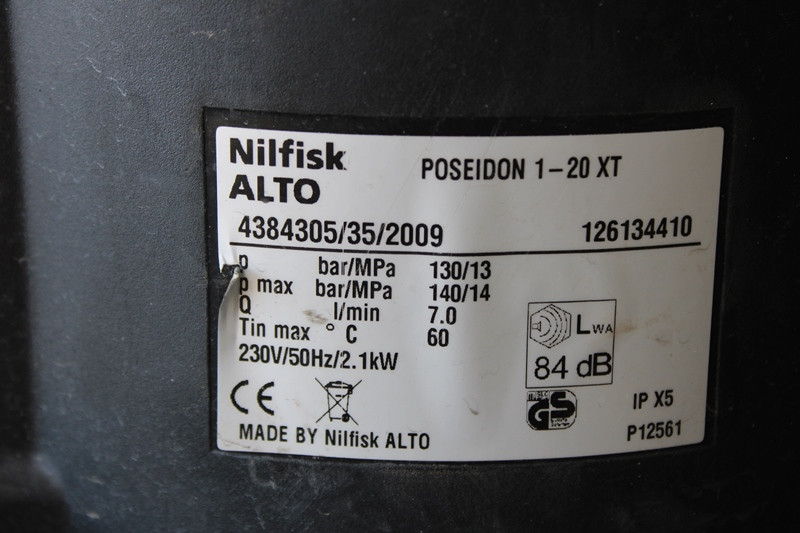 Nilfisk
ALTO
POSEIDON 1-20 XT
4384305/35/2009 126134410
p bar/MPa 130/13
p max bar/MPa 140/14
Q l/min 7.0
Tin max °C 60
230V/50Hz/2.1kW
LWA
84 dB
CE
GS
IP X5
MADE BY Nilfisk ALTO
P12561